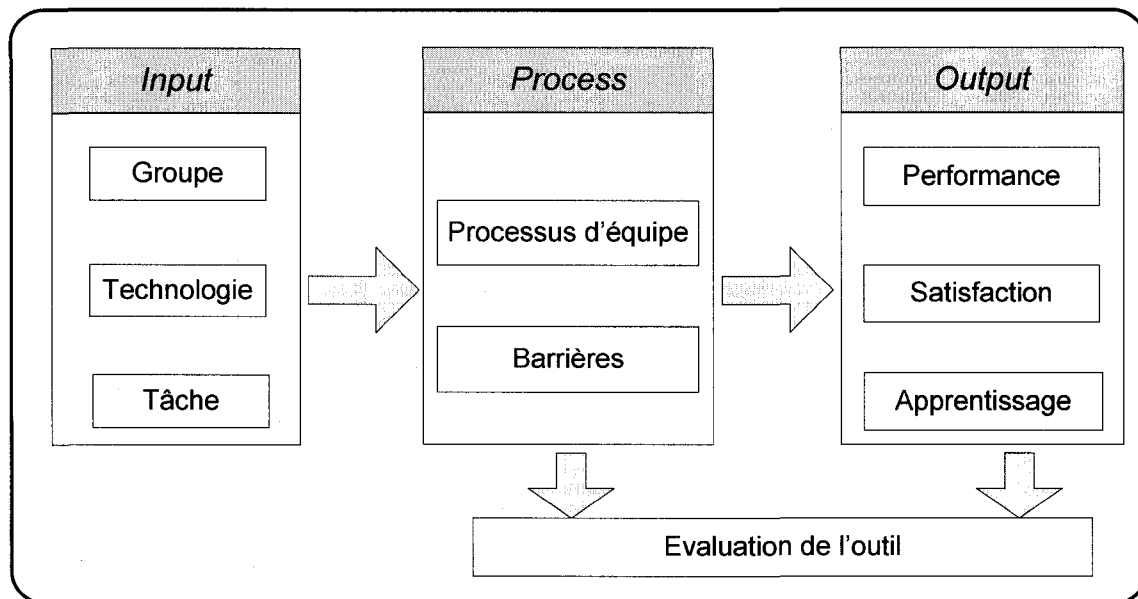 Input
Groupe
Technologie
Tâche
Process
Processus d'équipe
Barrières
Output
Performance
Satisfaction
Apprentissage
Evaluation de l'outil